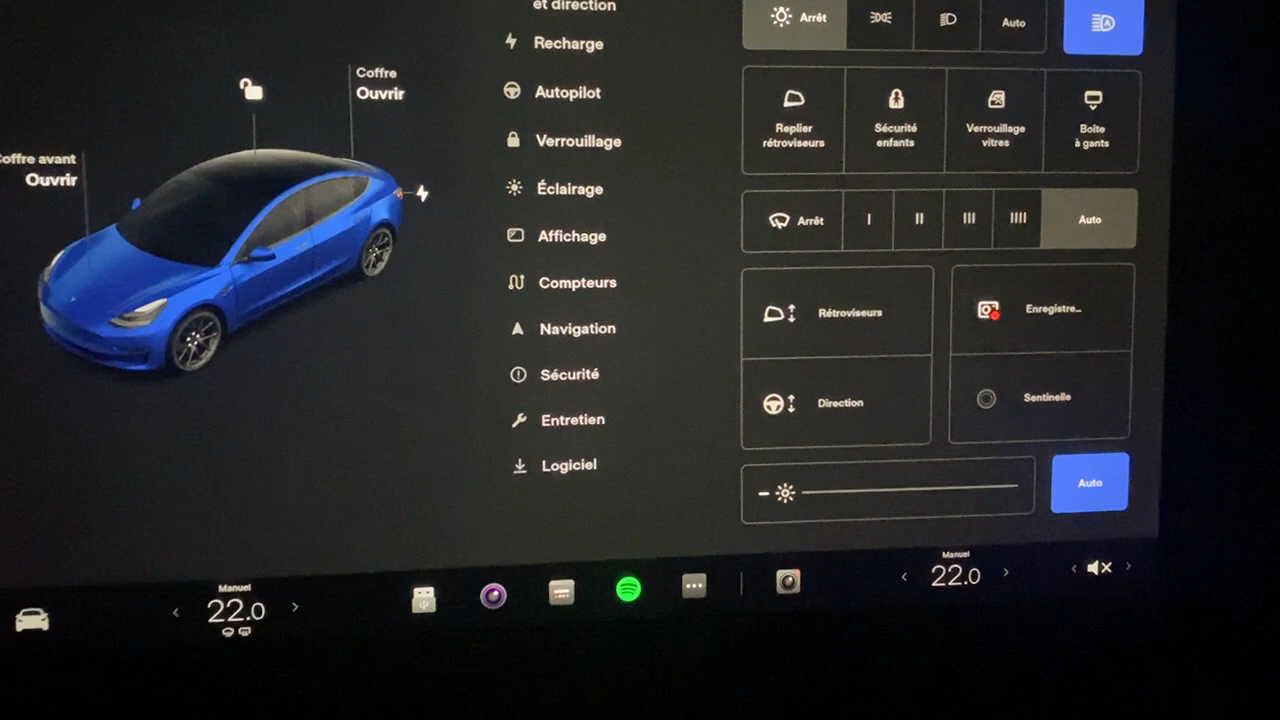 et direction
Recharge
Autopilot
Verrouillage
Éclairage
Affichage
Compteurs
Navigation
Sécurité
Entretien
Logiciel
Coffre
Ouvrir
offre avant
Ouvrir
Arrêt
Auto
A
Replier
rétroviseurs
Sécurité
enfants
Verrouillage
vitres
Boîte
à gants
Arrêt
I
II
III
IIII
Auto
Rétroviseurs
Enregistre...
Direction
Sentinelle
Auto
Manuel
22.0
Manuel
22.0